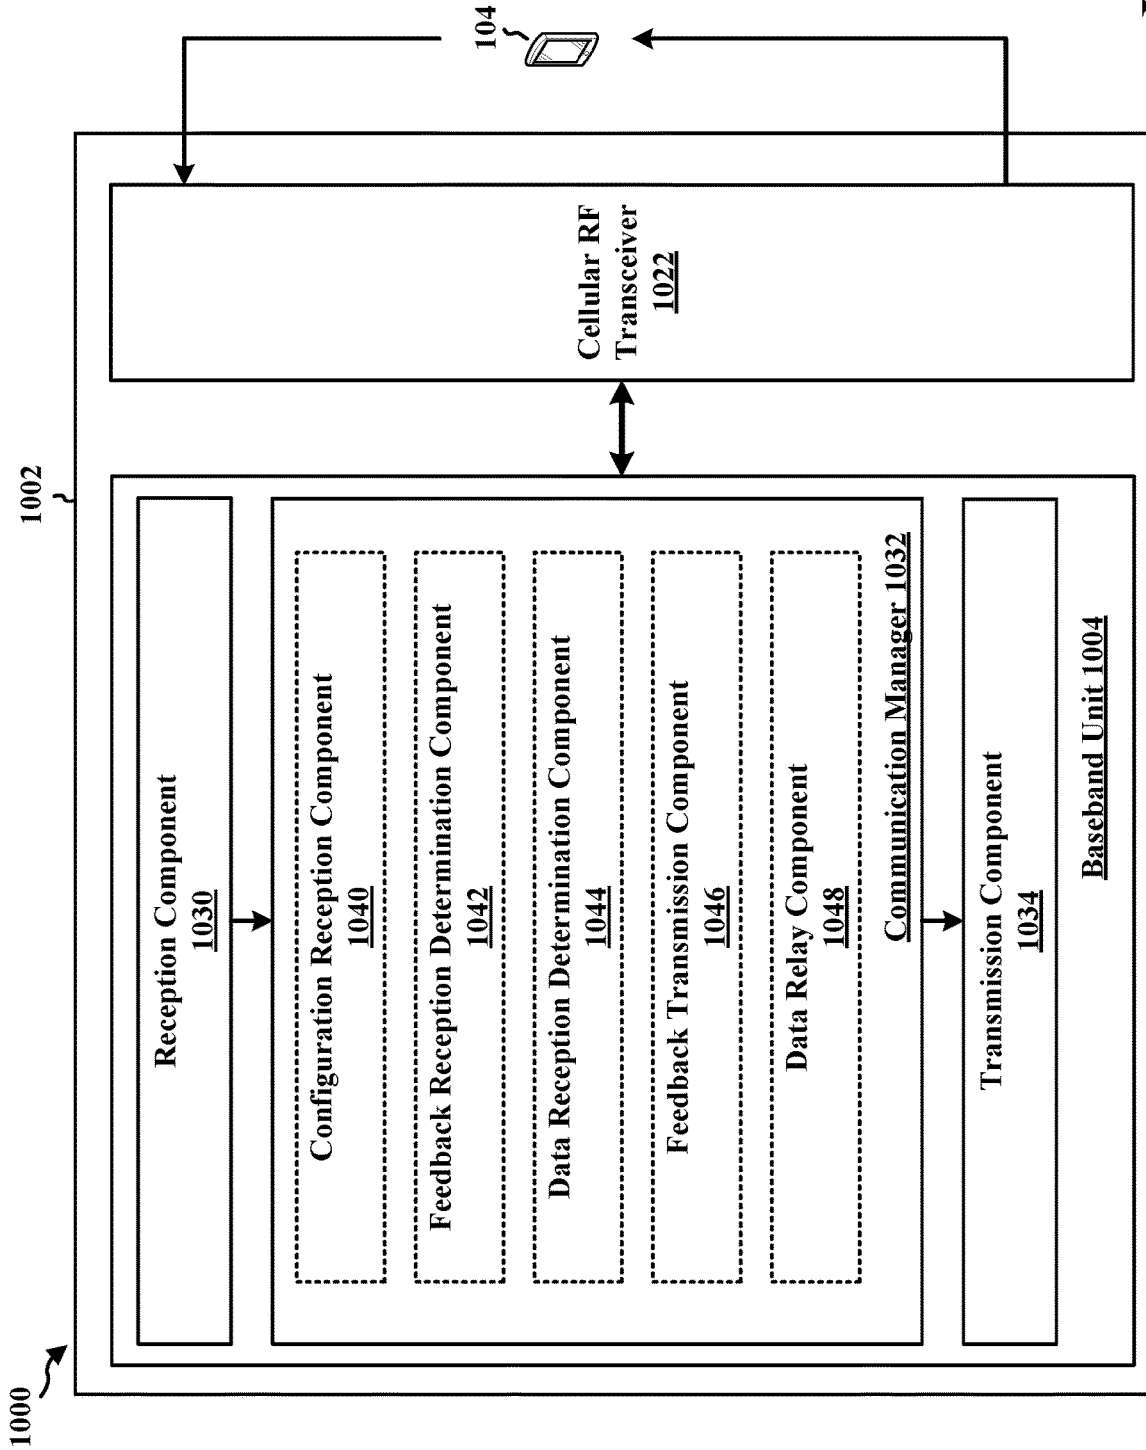 1000
1002
104
Reception Component
1030
Configuration Reception Component
1040
Feedback Reception Determination Component
1042
Data Reception Determination Component
1044
Feedback Transmission Component
1046
Data Relay Component
1048
Communication Manager 1032
Transmission Component
1034
Baseband Unit 1004
Cellular RF
Transceiver
1022